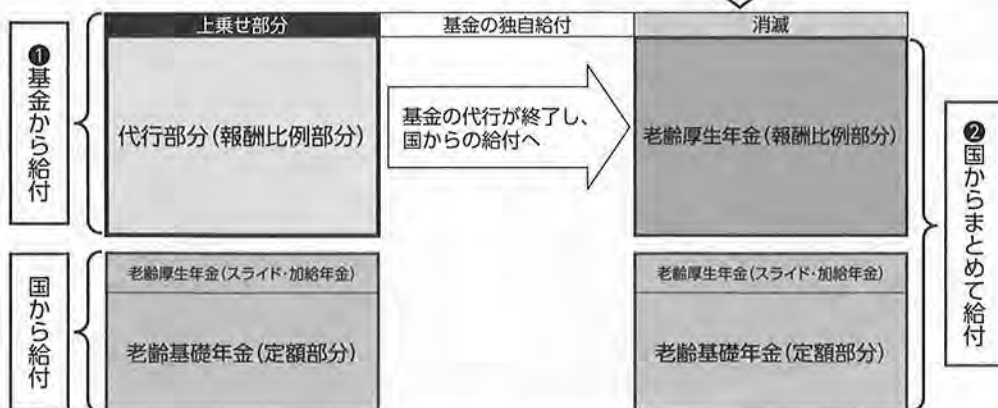 上乗せ部分
基金の独自給付
消滅
❶基金から給付
代行部分(報酬比例部分)
基金の代行が終了し、
国からの給付へ
老齢厚生年金(報酬比例部分)
❷国からまとめて給付
国から給付
老齢厚生年金(スライド・加給年金)
老齢基礎年金(定額部分)
老齢厚生年金(スライド・加給年金)
老齢基礎年金(定額部分)